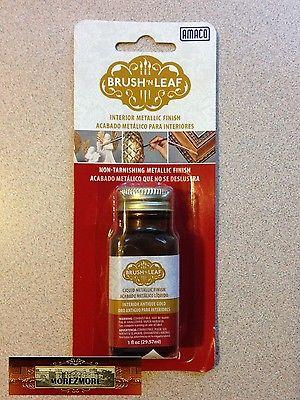 AMACO
BRUSH 'N LEAF
INTERIOR METALLIC FINISH
ACABADO METÁLICO PARA INTERIORES
NON-TARNISHING METALLIC FINISH
ACABADO METÁLICO QUE NO SE DESLUSTRA
BRUSH 'N LEAF
LIQUID METALLIC FINISH
ACABADO METÁLICO LÍQUIDO
INTERIOR ANTIQUE GOLD
ORO ANTIGUO PARA INTERIORES
1 fl oz (29.57ml)
MOREZMORE